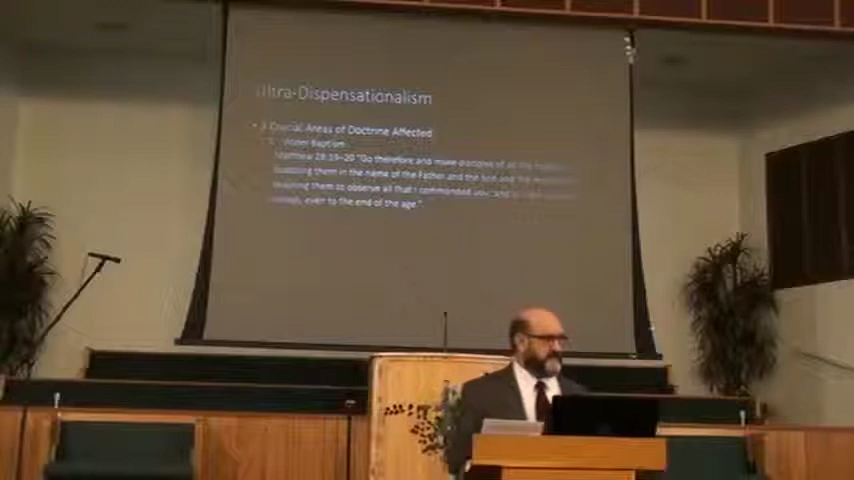 Ultra-Dispensationalism
• 3 Crucial Areas of Doctrine Affected
1. Water Baptism
Matthew 28:19–20 "Go therefore and make disciples of all the
baptizing them in the name of the Father and the Son and the
teaching them to observe all that I commanded you; and
always, even to the end of the age."